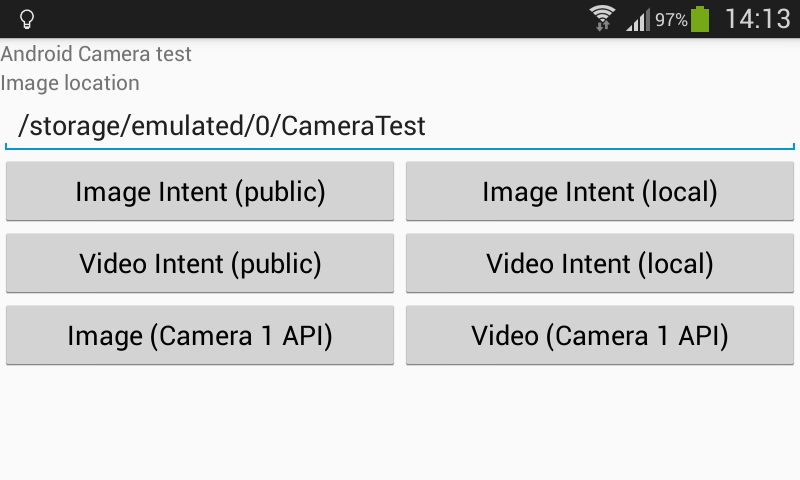 97% 14:13
Android Camera test
Image location
/storage/emulated/0/CameraTest
Image Intent (public) Image Intent (local)
Video Intent (public) Video Intent (local)
Image (Camera 1 API) Video (Camera 1 API)